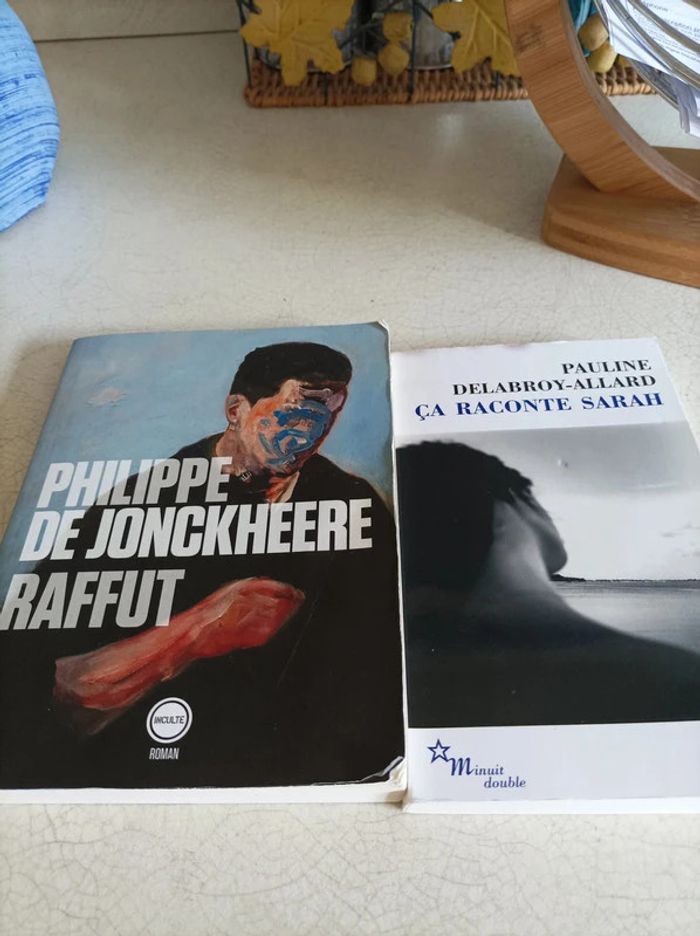 PHILIPPE
DE JONCKHEERE
RAFFUT
INCULTE
ROMAN
PAULINE
DELABROY-ALLARD
ÇA RACONTE SARAH
Minuit
double